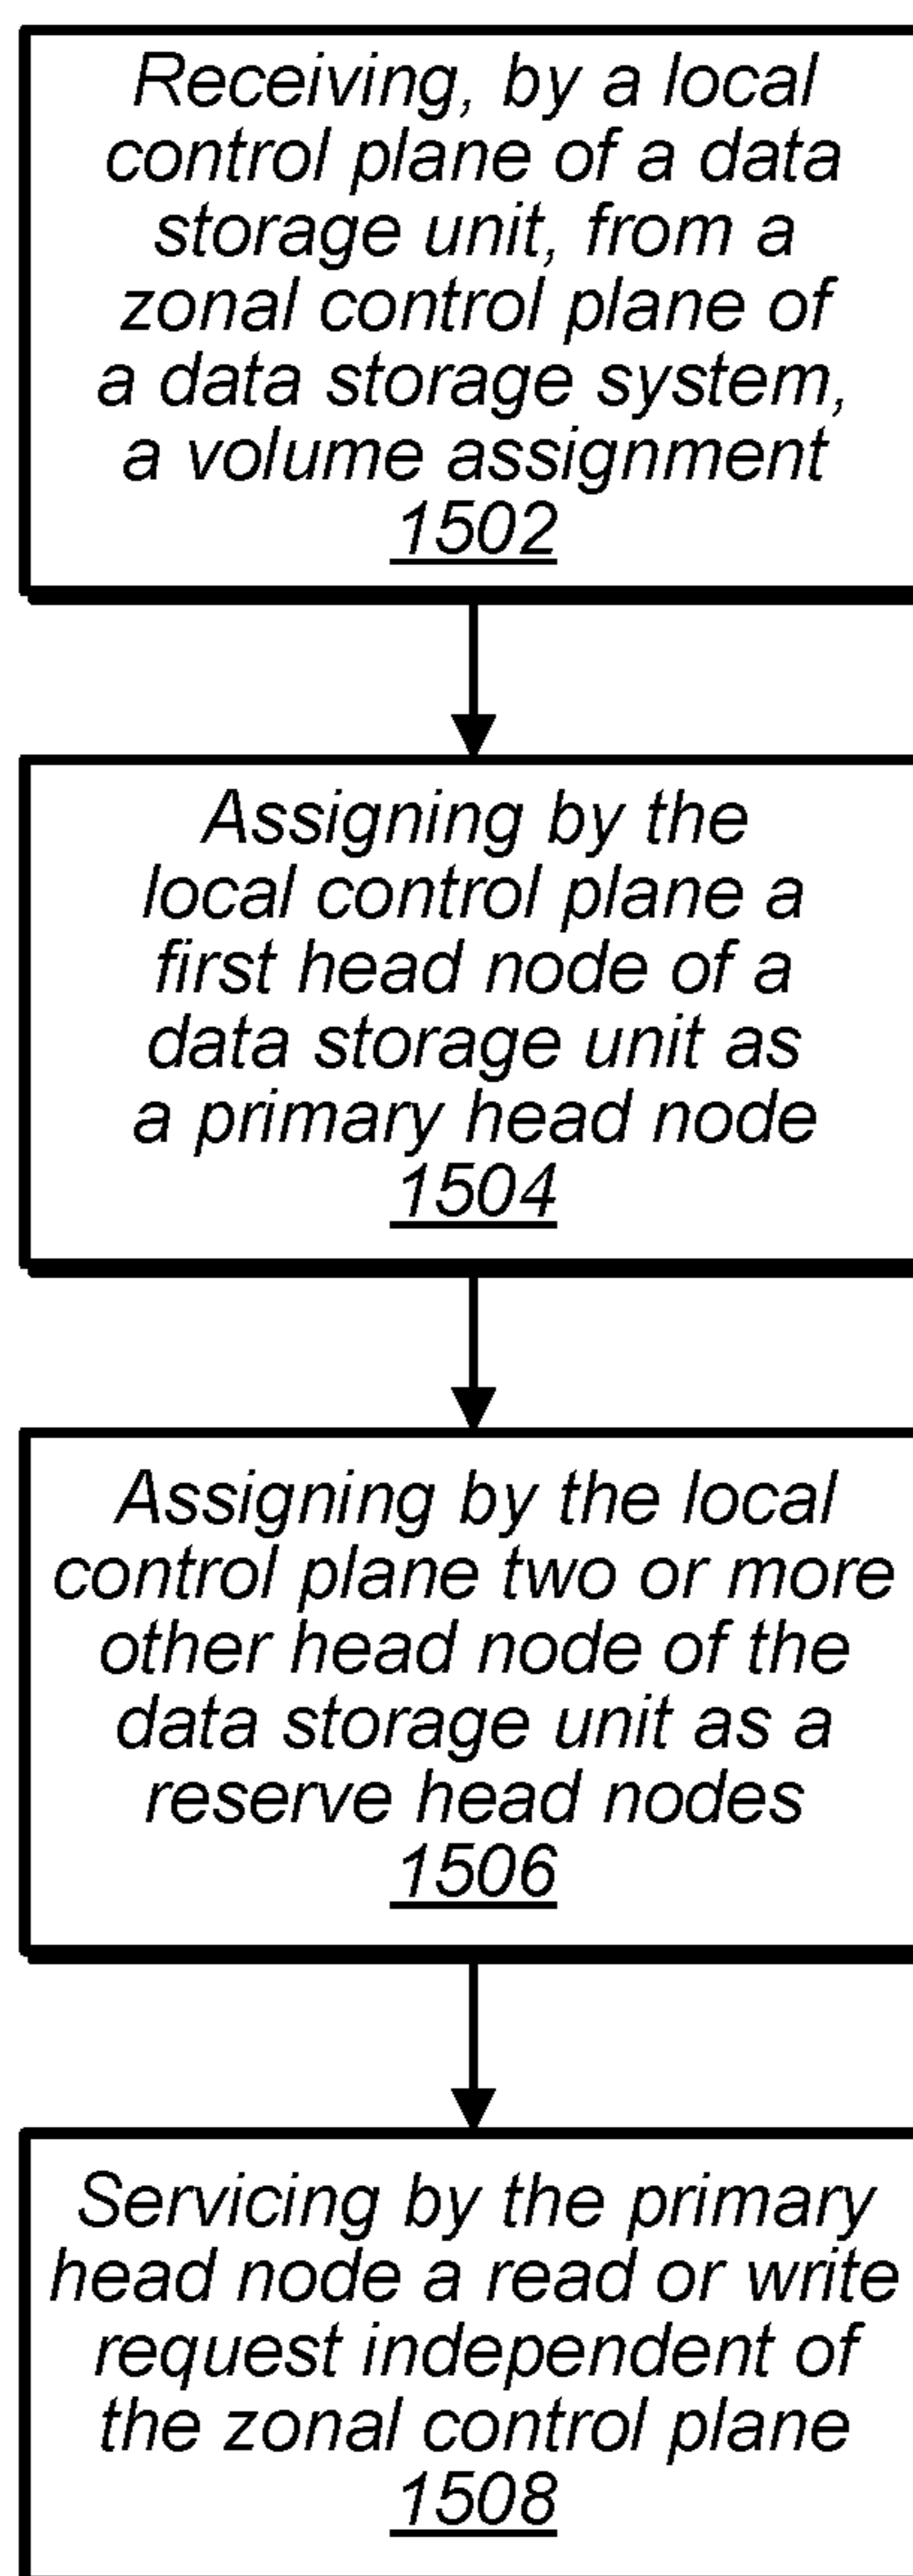 Receiving, by a local
control plane of a data
storage unit, from a
zonal control plane of
a data storage system,
a volume assignment
1502
Assigning by the
local control plane a
first head node of a
data storage unit as
a primary head node
1504
Assigning by the local
control plane two or more
other head node of the
data storage unit as a
reserve head nodes
1506
Servicing by the primary
head node a read or write
request independent of
the zonal control plane
1508